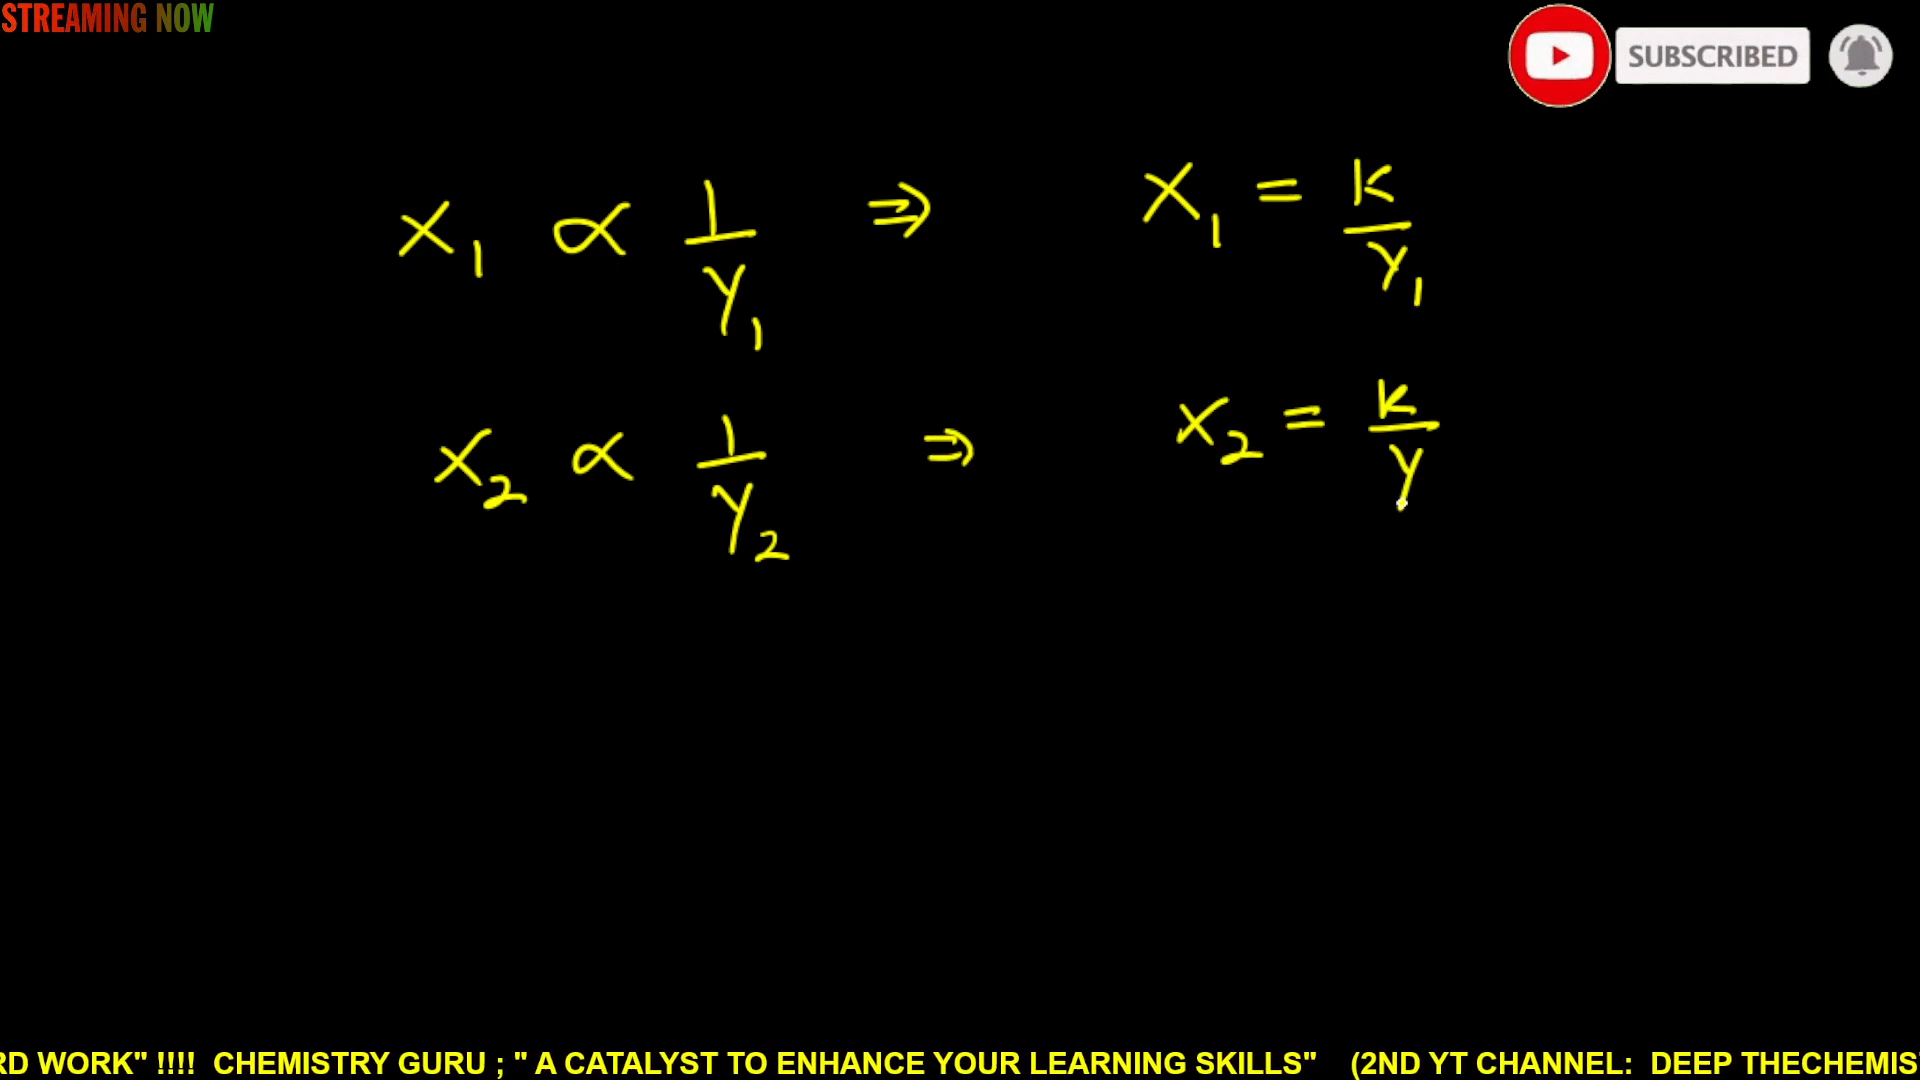 STREAMING NOW
SUBSCRIBED
X₁ ∝ 1/Y₁ ⇒ X₁ = K/Y₁
X₂ ∝ 1/Y₂ ⇒ X₂ = K/Y
RD WORK" !!!! CHEMISTRY GURU ; " A CATALYST TO ENHANCE YOUR LEARNING SKILLS" (2ND YT CHANNEL: DEEP THECHEMIS